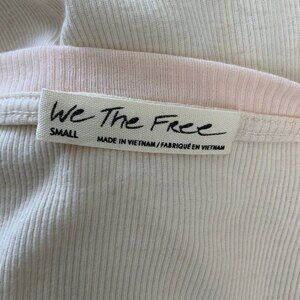 We The Free
SMALL
MADE IN VIETNAM / FABRIQUÉ EN VIETNAM